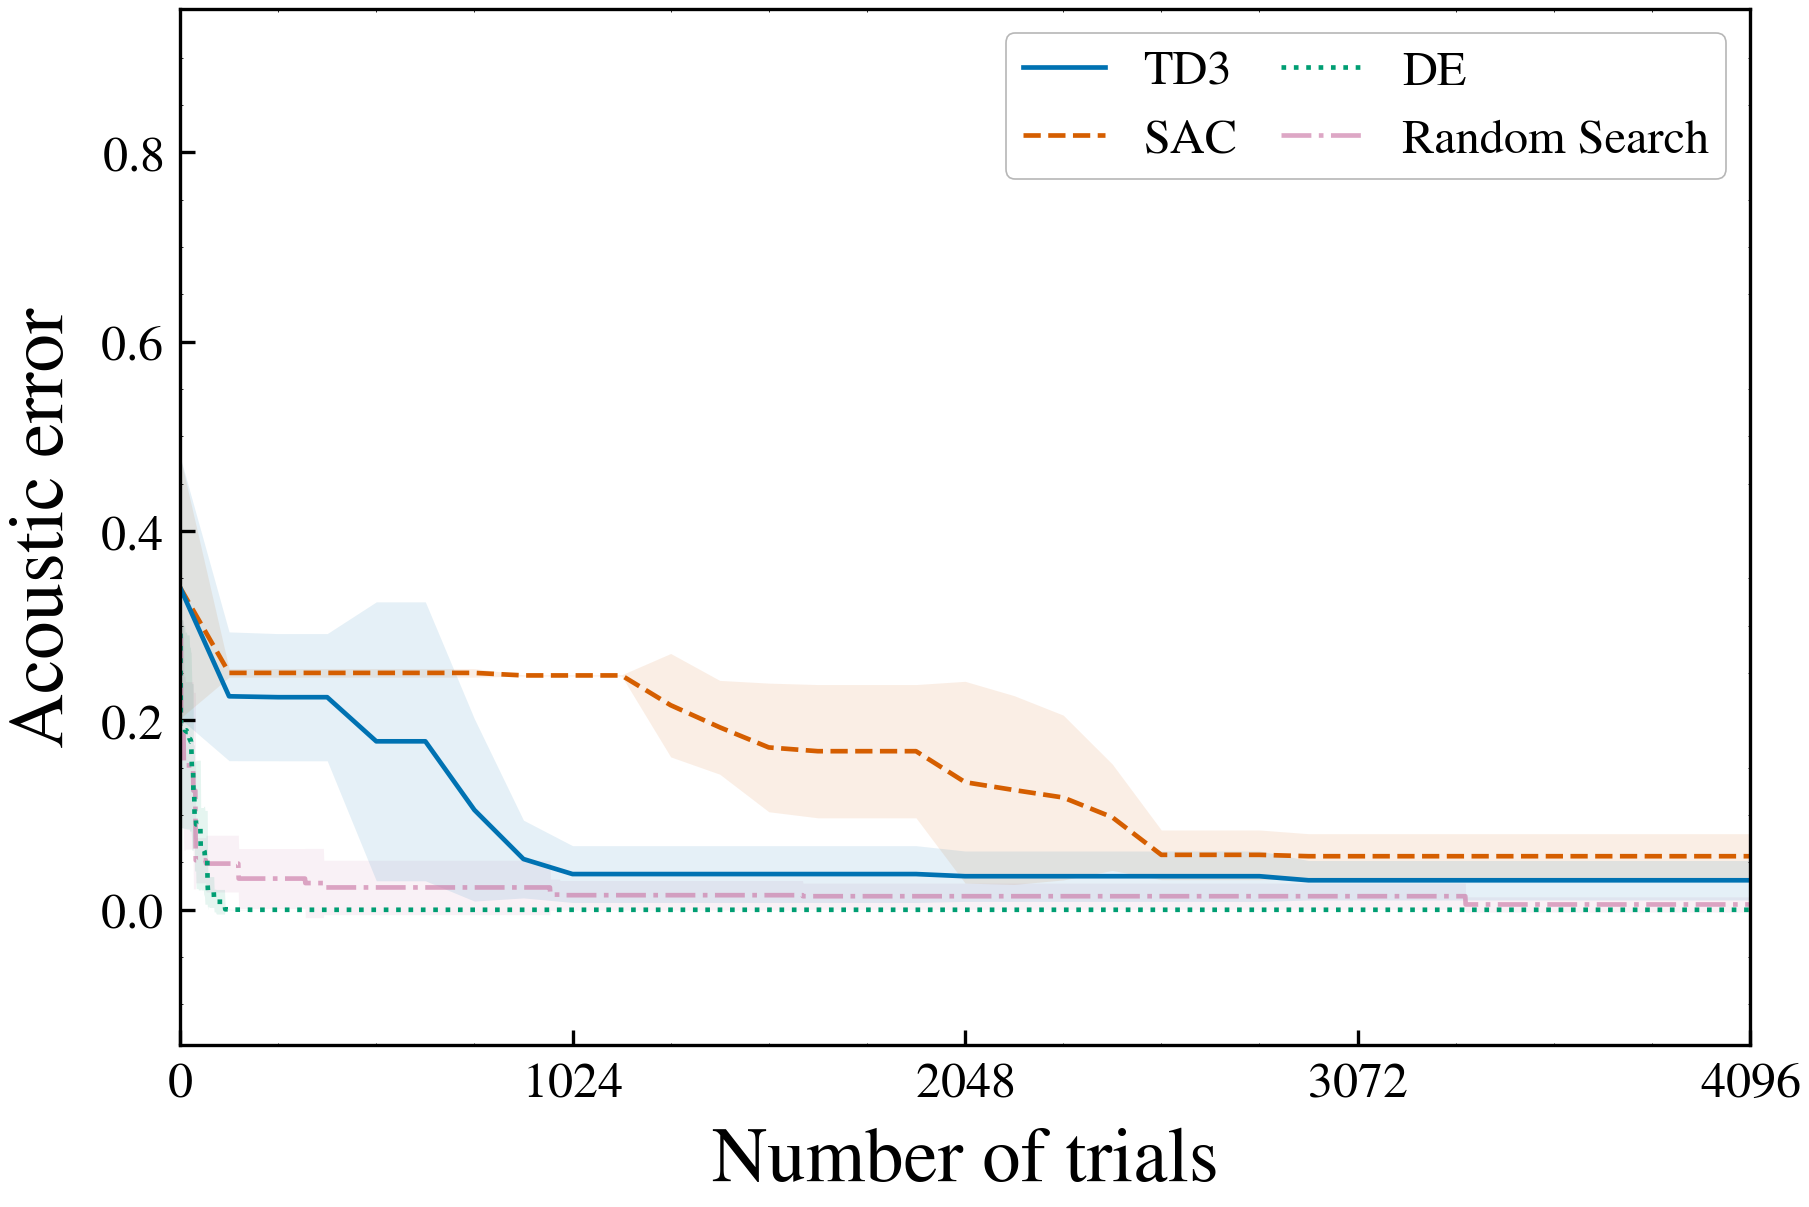 TD3
SAC
DE
Random Search
Acoustic error
0.8
0.6
0.4
0.2
0.0
0
1024
2048
3072
4096
Number of trials